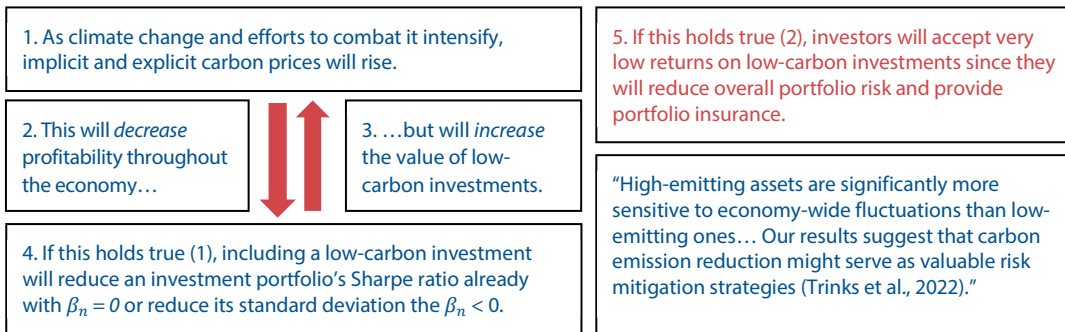 1. As climate change and efforts to combat it intensify,
implicit and explicit carbon prices will rise.
2. This will decrease
profitability throughout
the economy…
3. …but will increase
the value of low-
carbon investments.
4. If this holds true (1), including a low-carbon investment
will reduce an investment portfolio’s Sharpe ratio already
with βₙ = 0 or reduce its standard deviation the βₙ < 0.
5. If this holds true (2), investors will accept very
low returns on low-carbon investments since they
will reduce overall portfolio risk and provide
portfolio insurance.
“High-emitting assets are significantly more
sensitive to economy-wide fluctuations than low-
emitting ones… Our results suggest that carbon
emission reduction might serve as valuable risk
mitigation strategies (Trinks et al., 2022).”